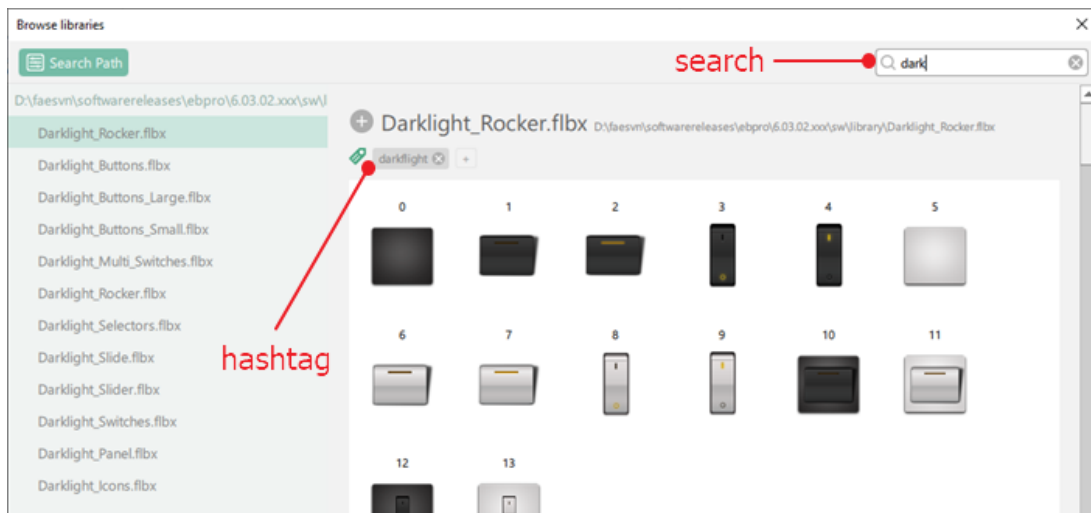 Browse libraries
Search Path
search
dark
D:\faesvn\softwarereleases\ebpro\6.03.02.xxx\sw\l
Darklight_Rocker.flbx
Darklight_Buttons.flbx
Darklight_Buttons_Large.flbx
Darklight_Buttons_Small.flbx
Darklight_Multi_Switches.flbx
Darklight_Rocker.flbx
Darklight_Selectors.flbx
Darklight_Slide.flbx
Darklight_Slider.flbx
Darklight_Switches.flbx
Darklight_Panel.flbx
Darklight_Icons.flbx
Darklight_Rocker.flbx D:\faesvn\softwarereleases\ebpro\6.03.02.xxx\sw\library\Darklight_Rocker.flbx
darkflight
hashtag
0 1 2 3 4 5
6 7 8 9 10 11
12 13